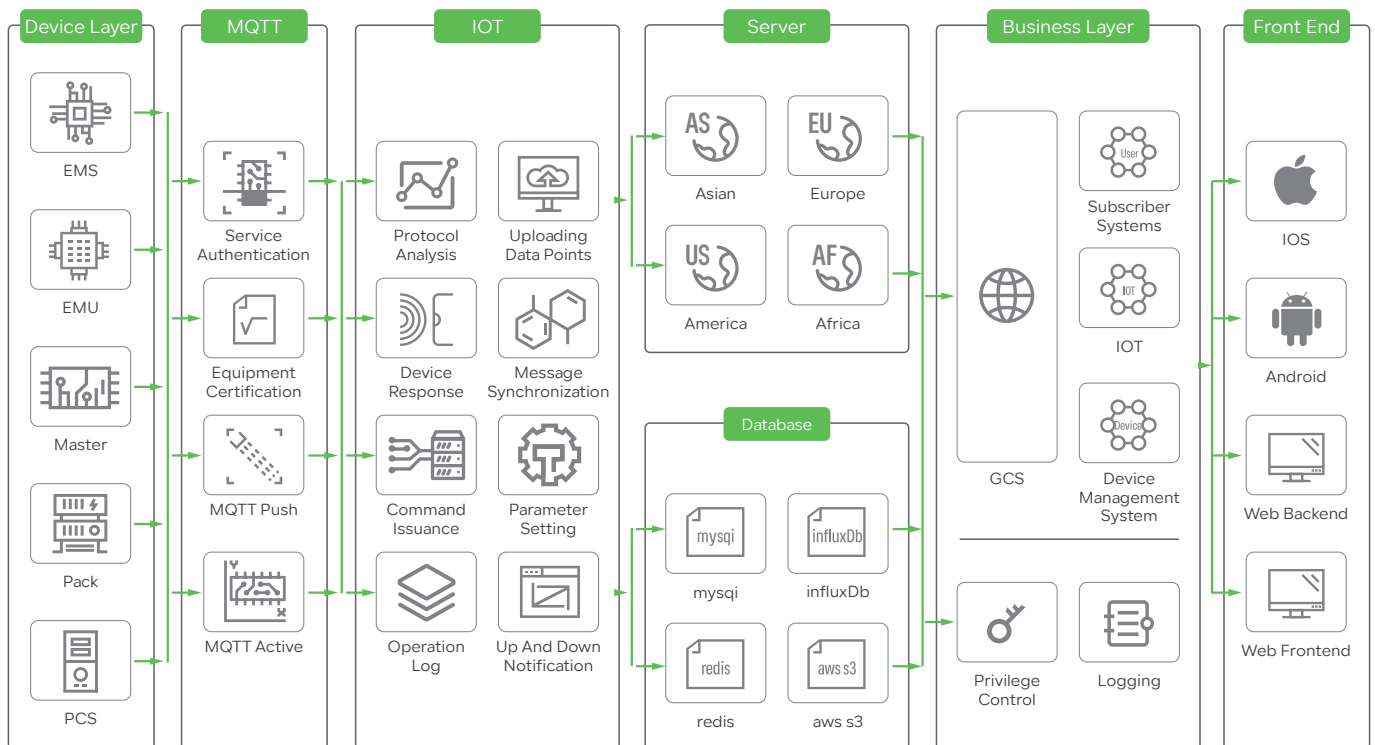 Device Layer
EMS
EMU
Master
Pack
PCS
MQTT
Service
Authentication
Equipment
Certification
MQTT Push
Y
X
MQTT Active
IOT
Protocol
Analysis
Uploading
Data Points
Device
Response
Message
Synchronization
Command
Issuance
Parameter
Setting
Operation
Log
Up And Down
Notification
Server
AS
Asian
EU
Europe
US
America
AF
Africa
Database
mysqi
mysqi
influxDb
influxDb
redis
redis
aws s3
aws s3
Business Layer
GCS
User
Subscriber
Systems
IOT
IOT
Device
Device
Management
System
Privilege
Control
Logging
Front End
IOS
Android
Web Backend
Web Frontend